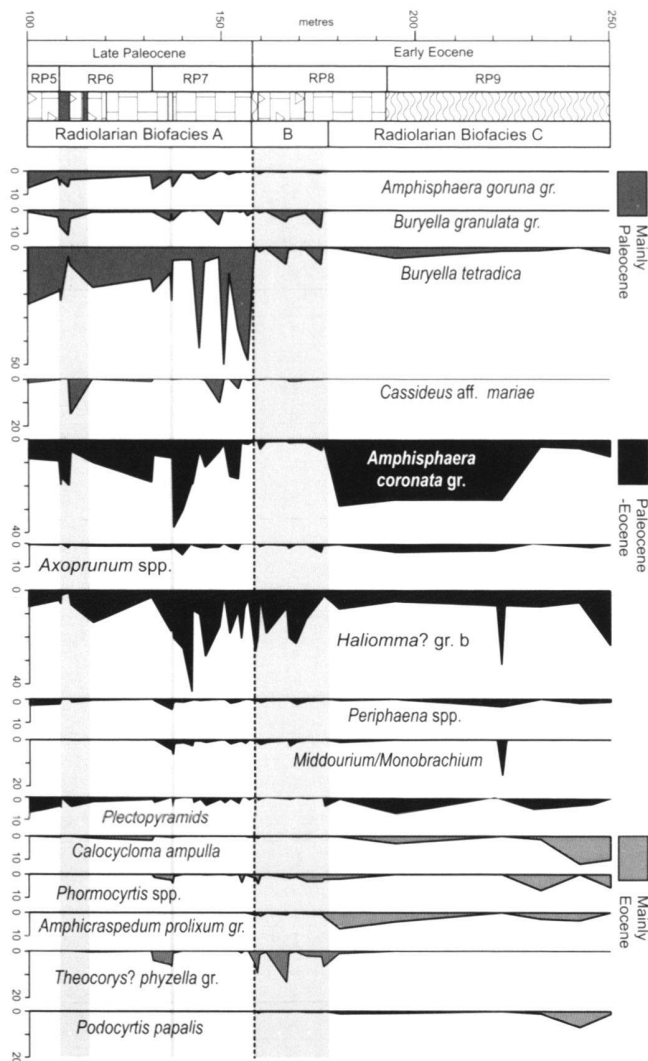 100 150 metres 200 250
Late Paleocene Early Eocene
RP5 RP6 RP7 RP8 RP9
Radiolarian Biofacies A B Radiolarian Biofacies C
0 10
Amphisphaera goruna gr.
Mainly Paleocene
0 10
Buryella granulata gr.
0 50
Buryella tetradica
0 20
Cassideus aff. mariae
0 40
Amphisphaera
coronata gr.
Paleocene
-Eocene
0 10
Axoprunum spp.
0 40
Haliomma? gr. b
0 10
Periphaena spp.
0 20
Middourium/Monobrachium
0 10
Plectopyramids
0
Calocycloma ampulla
Mainly
Eocene
0 10
Phormocyrtis spp.
0 10
Amphicraspedum prolixum gr.
0 20
Theocorys? phyzella gr.
0 20
Podocyrtis papalis